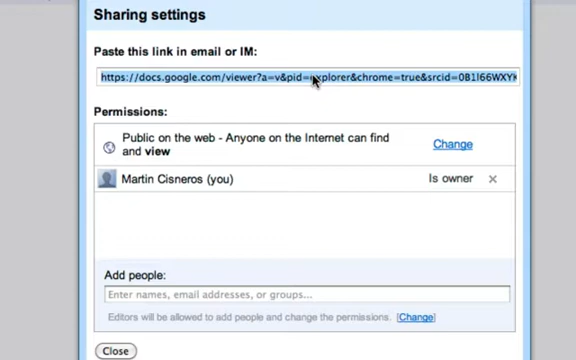 Sharing settings
Paste this link in email or IM:
https://docs.google.com/viewer?a=v&pid=explorer&chrome=true&srcid=0B1l66WXYK
Permissions:
Public on the web - Anyone on the Internet can find
and view
Change
Martin Cisneros (you)
Is owner
Add people:
Enter names, email addresses, or groups...
Editors will be allowed to add people and change the permissions. [Change]
Close